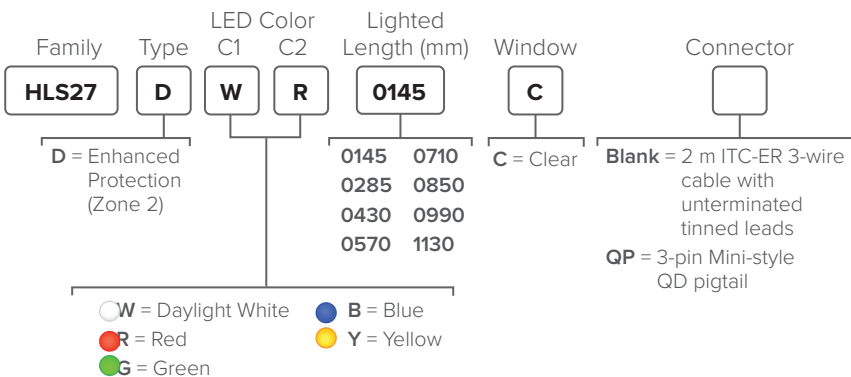 LED Color
Lighted
Family Type C1 C2 Length (mm) Window Connector
HLS27 D W R 0145 C
D = Enhanced
Protection
(Zone 2)
0145 0710
0285 0850
0430 0990
0570 1130
C = Clear
Blank = 2 m ITC-ER 3-wire
cable with
unterminated
tinned leads
QP = 3-pin Mini-style
QD pigtail
W = Daylight White
R = Red
G = Green
B = Blue
Y = Yellow